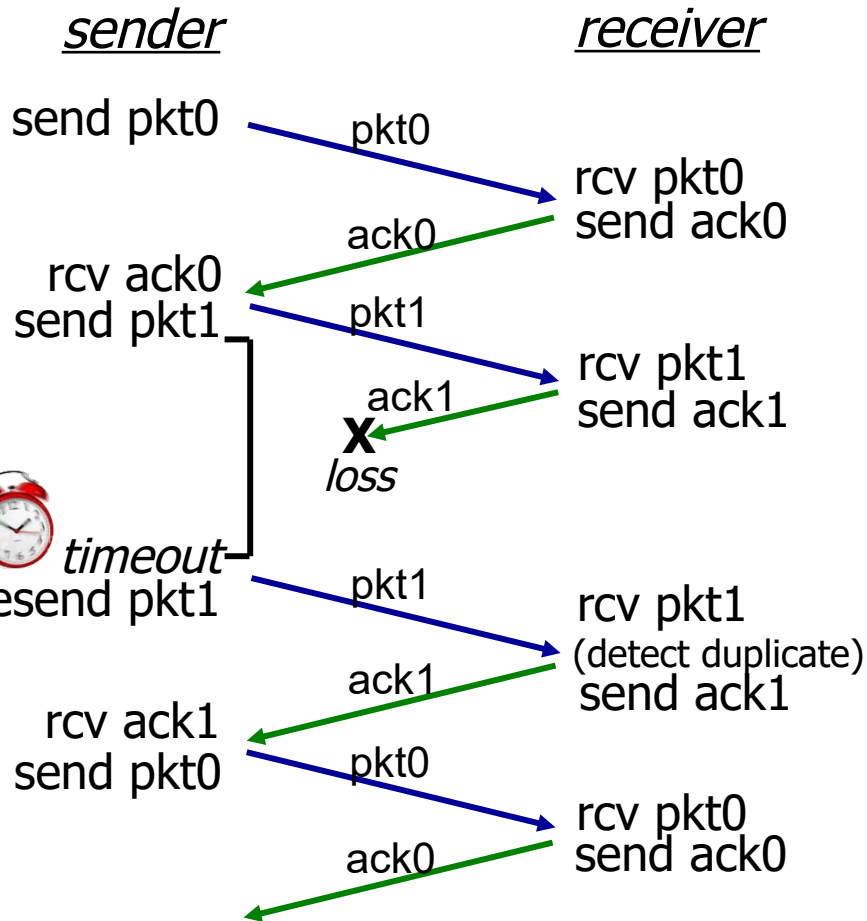 sender
receiver
send pkt0
pkt0
rcv pkt0
send ack0
ack0
rcv ack0
send pkt1
pkt1
rcv pkt1
send ack1
ack1
X
loss
timeout
esend pkt1
pkt1
rcv pkt1
(detect duplicate)
send ack1
ack1
rcv ack1
send pkt0
pkt0
rcv pkt0
send ack0
ack0